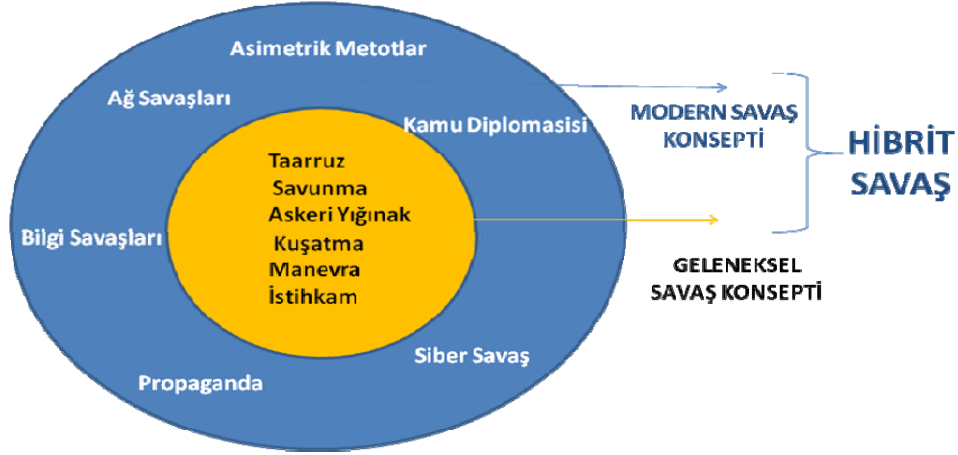 Asimetrik Metotlar
Ağ Savaşları
Kamu Diplomasisi
Bilgi Savaşları
Siber Savaş
Propaganda
Taarruz
Savunma
Askeri Yığınak
Kuşatma
Manevra
İstihkam
MODERN SAVAŞ
KONSEPTİ
GELENEKSEL
SAVAŞ KONSEPTİ
HİBRİT
SAVAŞ